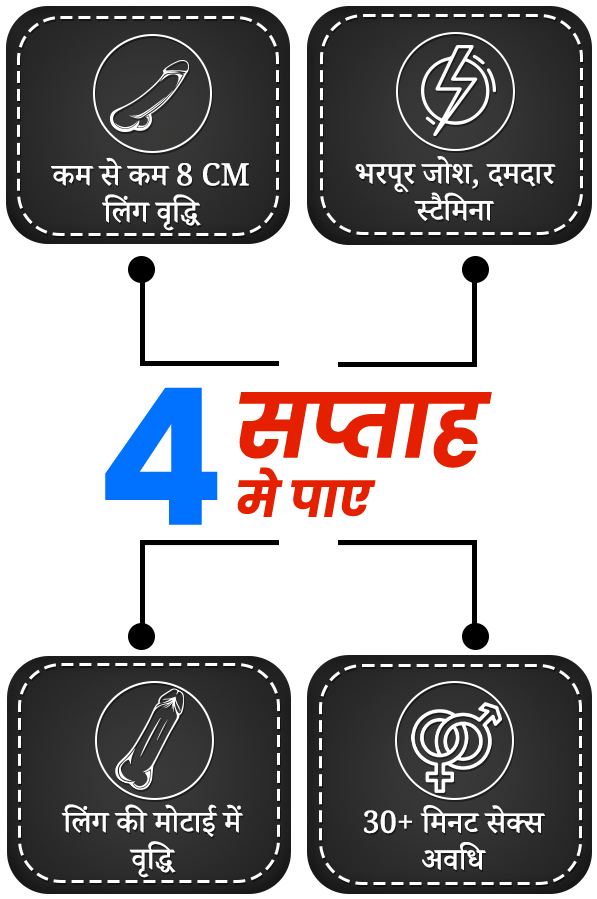 कम से कम 8 CM
लिंग वृद्धि
भरपूर जोश, दमदार
स्टैमिना
4 सप्ताह
मे पाए
लिंग की मोटाई में
वृद्धि
30+ मिनट सेक्स
अवधि